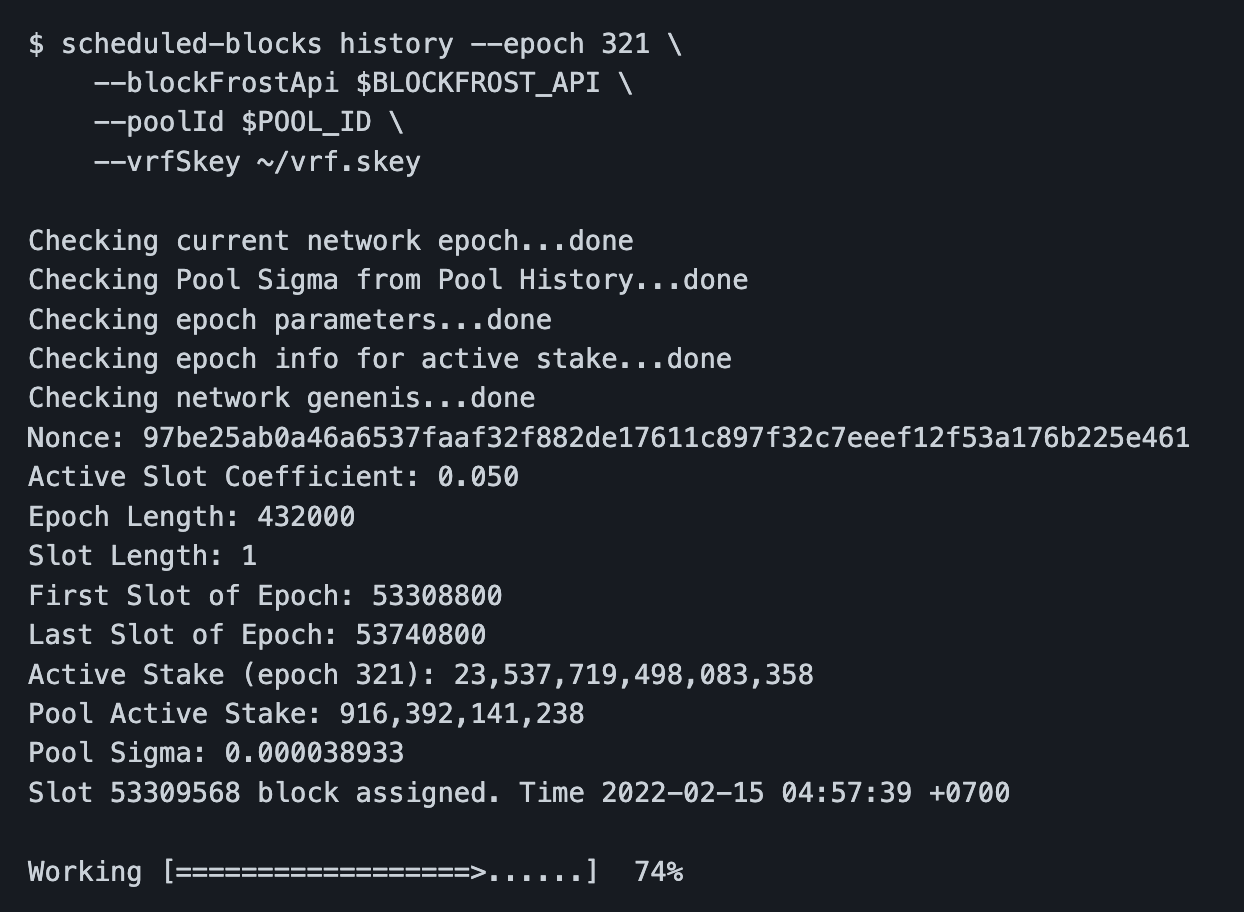 $ scheduled-blocks history --epoch 321 \
--blockFrostApi $BLOCKFROST_API \
--poolId $POOL_ID \
--vrfSkey ~/vrf.skey
Checking current network epoch...done
Checking Pool Sigma from Pool History...done
Checking epoch parameters...done
Checking epoch info for active stake...done
Checking network genenis...done
Nonce: 97be25ab0a46a6537faaf32f882de17611c897f32c7eeef12f53a176b225e461
Active Slot Coefficient: 0.050
Epoch Length: 432000
Slot Length: 1
First Slot of Epoch: 53308800
Last Slot of Epoch: 53740800
Active Stake (epoch 321): 23,537,719,498,083,358
Pool Active Stake: 916,392,141,238
Pool Sigma: 0.000038933
Slot 53309568 block assigned. Time 2022-02-15 04:57:39 +0700
Working [==================>......]  74%